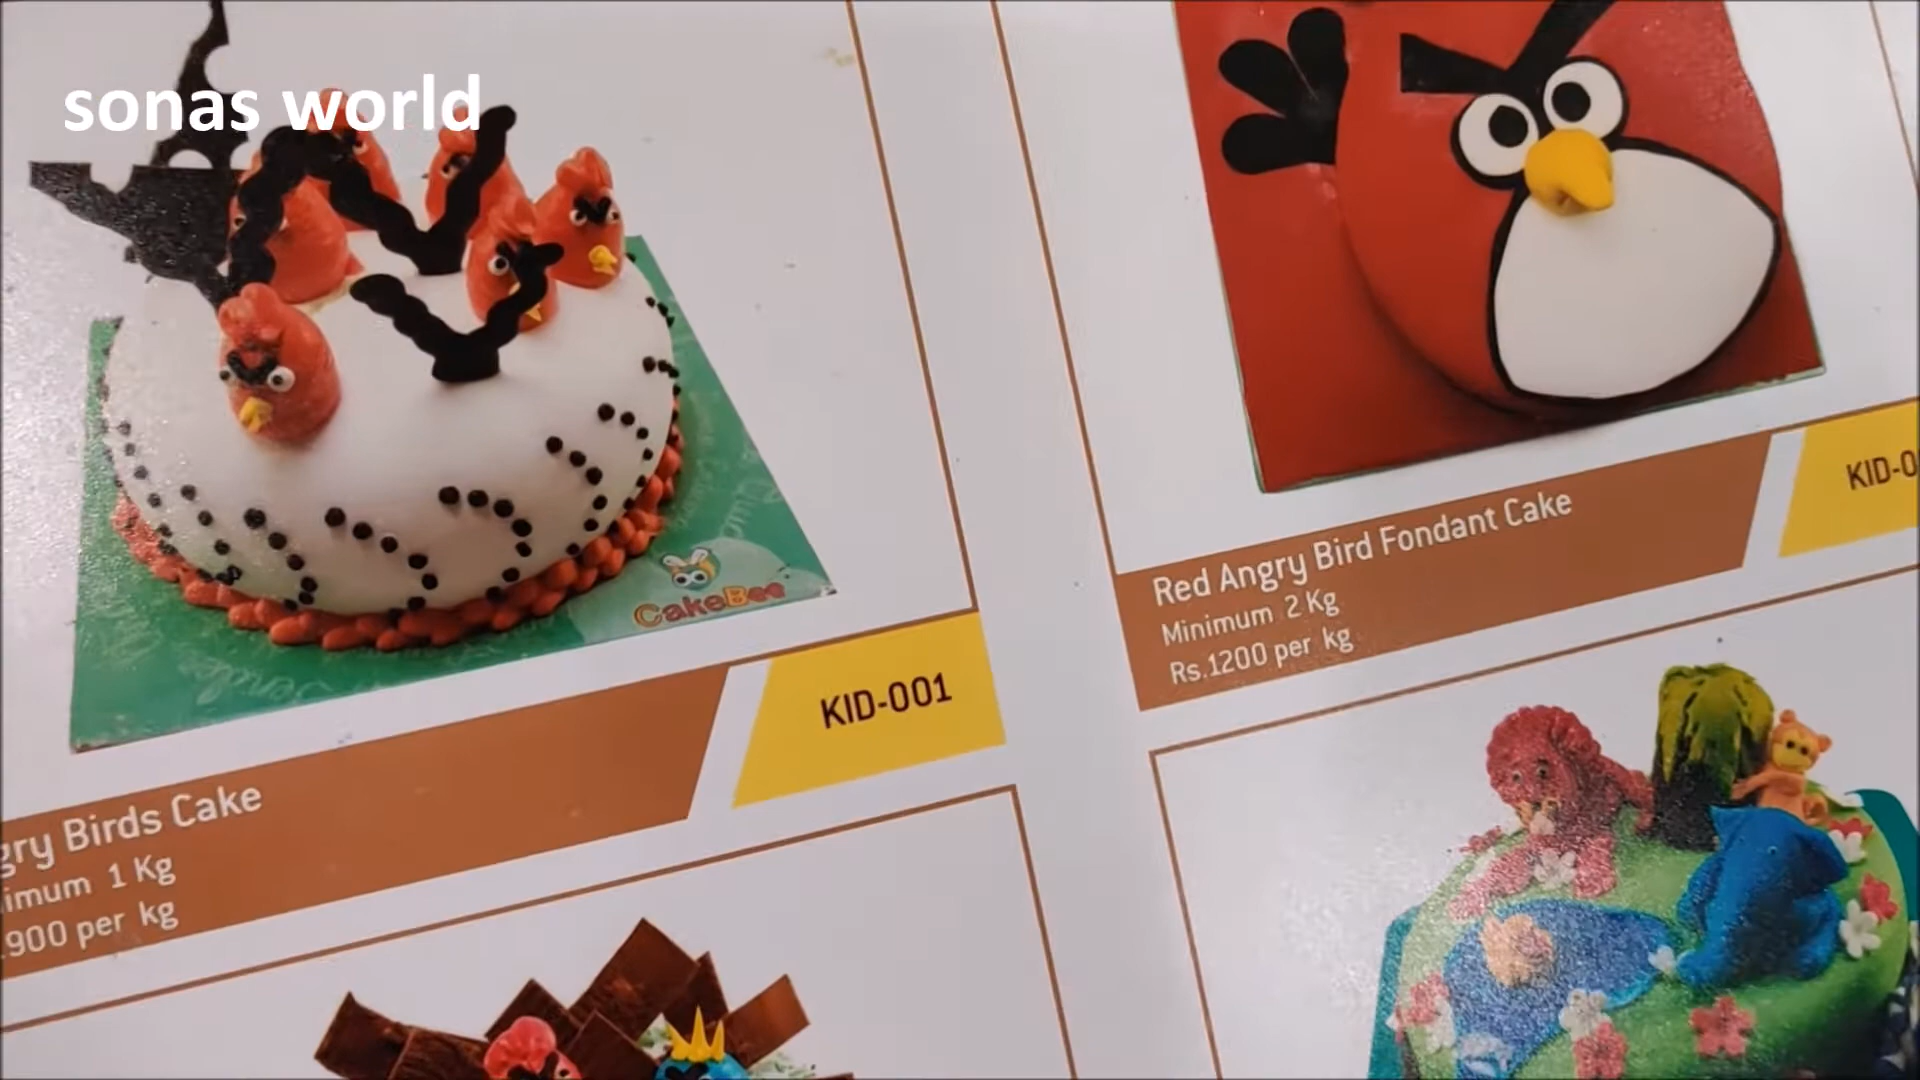 sonas world
CakeBee
KID-001
gry Birds Cake
nimum 1 Kg
.900 per kg
KID-0
Red Angry Bird Fondant Cake
Minimum 2 Kg
Rs.1200 per kg